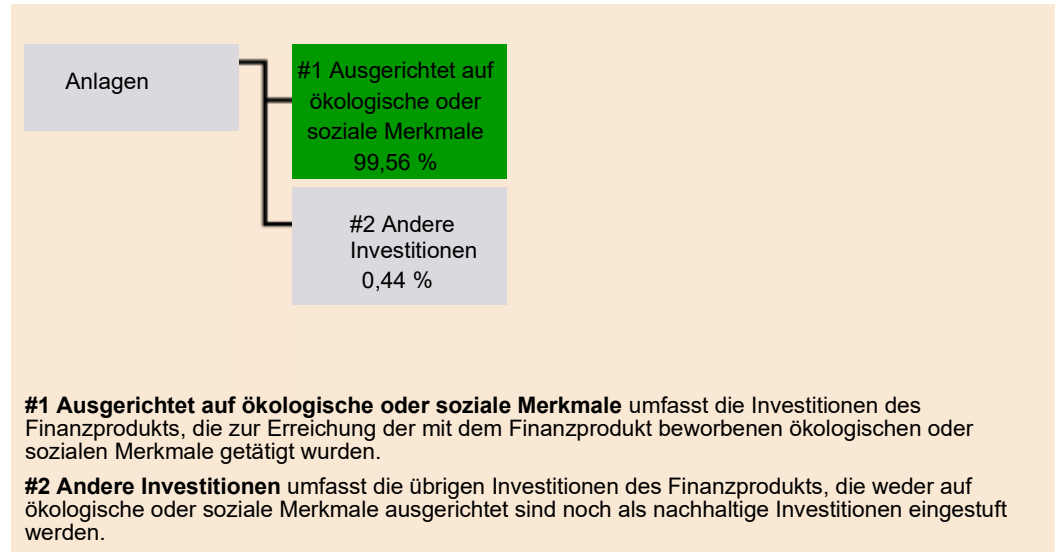 Anlagen
#1 Ausgerichtet auf
ökologische oder
soziale Merkmale
99,56 %
#2 Andere
Investitionen
0,44 %
#1 Ausgerichtet auf ökologische oder soziale Merkmale umfasst die Investitionen des
Finanzprodukts, die zur Erreichung der mit dem Finanzprodukt beworbenen ökologischen oder
sozialen Merkmale getätigt wurden.
#2 Andere Investitionen umfasst die übrigen Investitionen des Finanzprodukts, die weder auf
ökologische oder soziale Merkmale ausgerichtet sind noch als nachhaltige Investitionen eingestuft
werden.